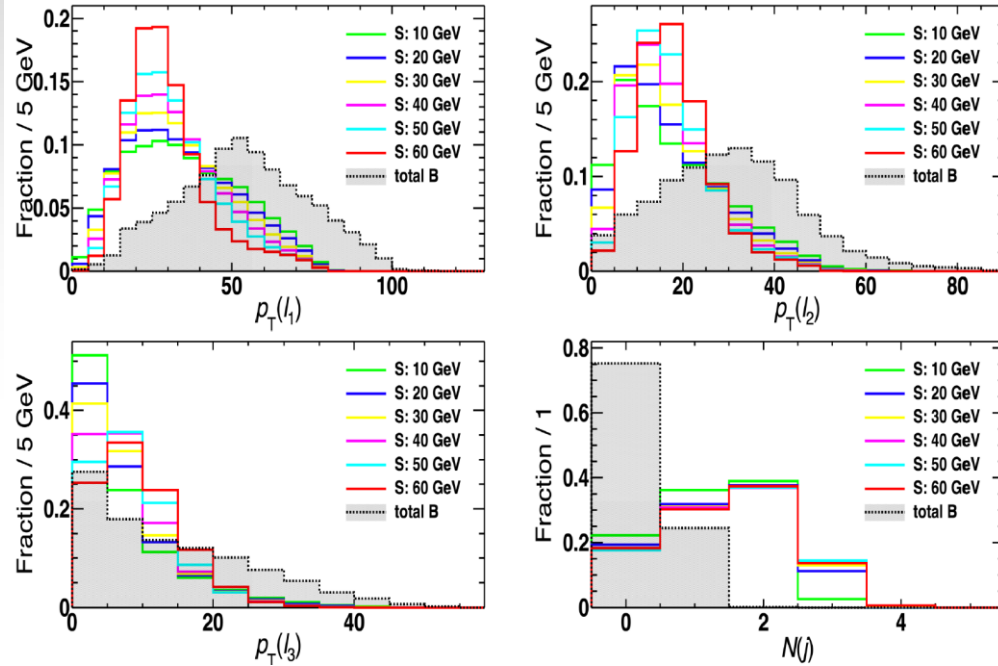 0.2
0.15
0.1
0.05
0
Fraction / 5 GeV
S: 10 GeV
S: 20 GeV
S: 30 GeV
S: 40 GeV
S: 50 GeV
S: 60 GeV
total B
0 50 100
p_T(l_1)
0.2
0.1
0
Fraction / 5 GeV
S: 10 GeV
S: 20 GeV
S: 30 GeV
S: 40 GeV
S: 50 GeV
S: 60 GeV
total B
0 20 40 60 80
p_T(l_2)
0.4
0.2
0
Fraction / 5 GeV
S: 10 GeV
S: 20 GeV
S: 30 GeV
S: 40 GeV
S: 50 GeV
S: 60 GeV
total B
0 20 40
p_T(l_3)
0.8
0.6
0.4
0.2
0
Fraction / 1
S: 10 GeV
S: 20 GeV
S: 30 GeV
S: 40 GeV
S: 50 GeV
S: 60 GeV
total B
0 2 4
N(j)